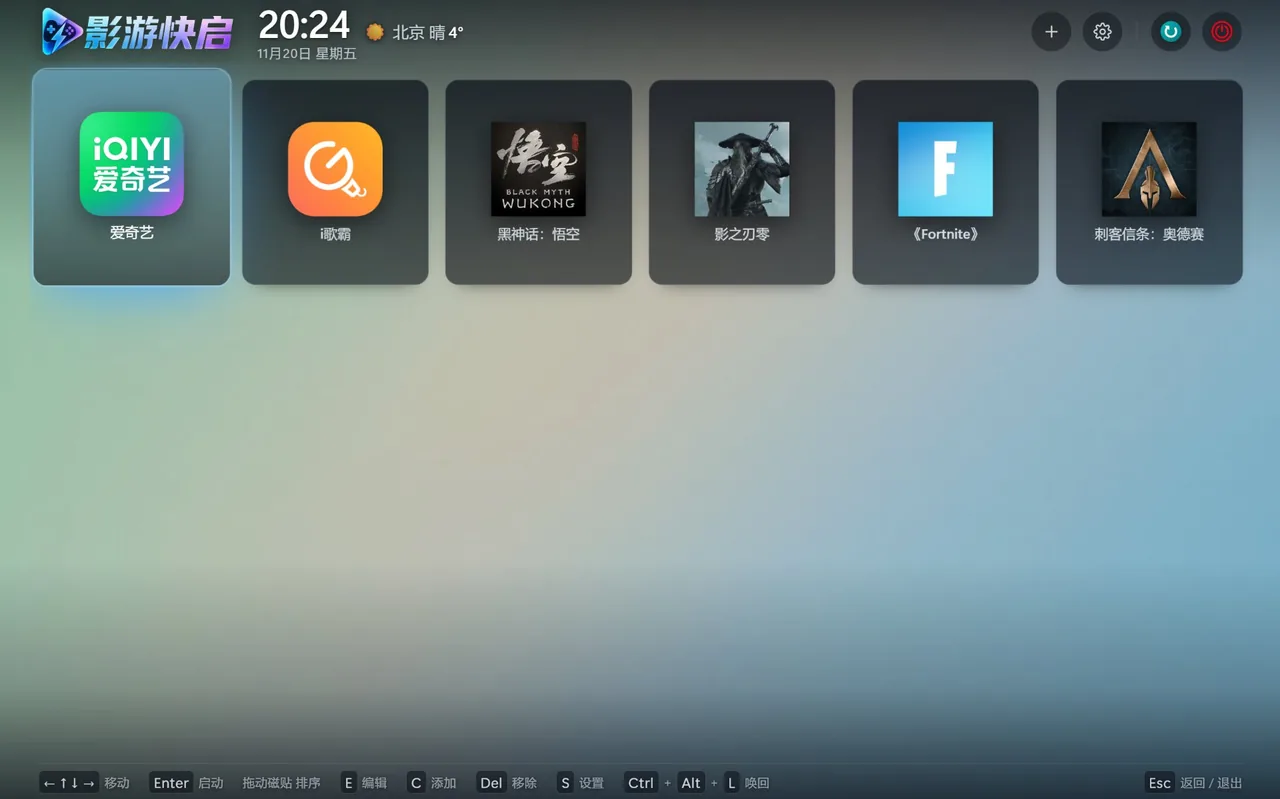 影游快启
20:24
北京 晴 4°
11月20日 星期五
iQIYI
爱奇艺
爱奇艺
i歌霸
悟空
BLACK MYTH
WUKONG
黑神话：悟空
影之刃零
F
《Fortnite》
刺客信条：奥德赛
←↑↓→ 移动 Enter 启动 拖动磁贴 排序 E 编辑 C 添加 Del 移除 S 设置 Ctrl + Alt + L 唤回 Esc 返回 / 退出